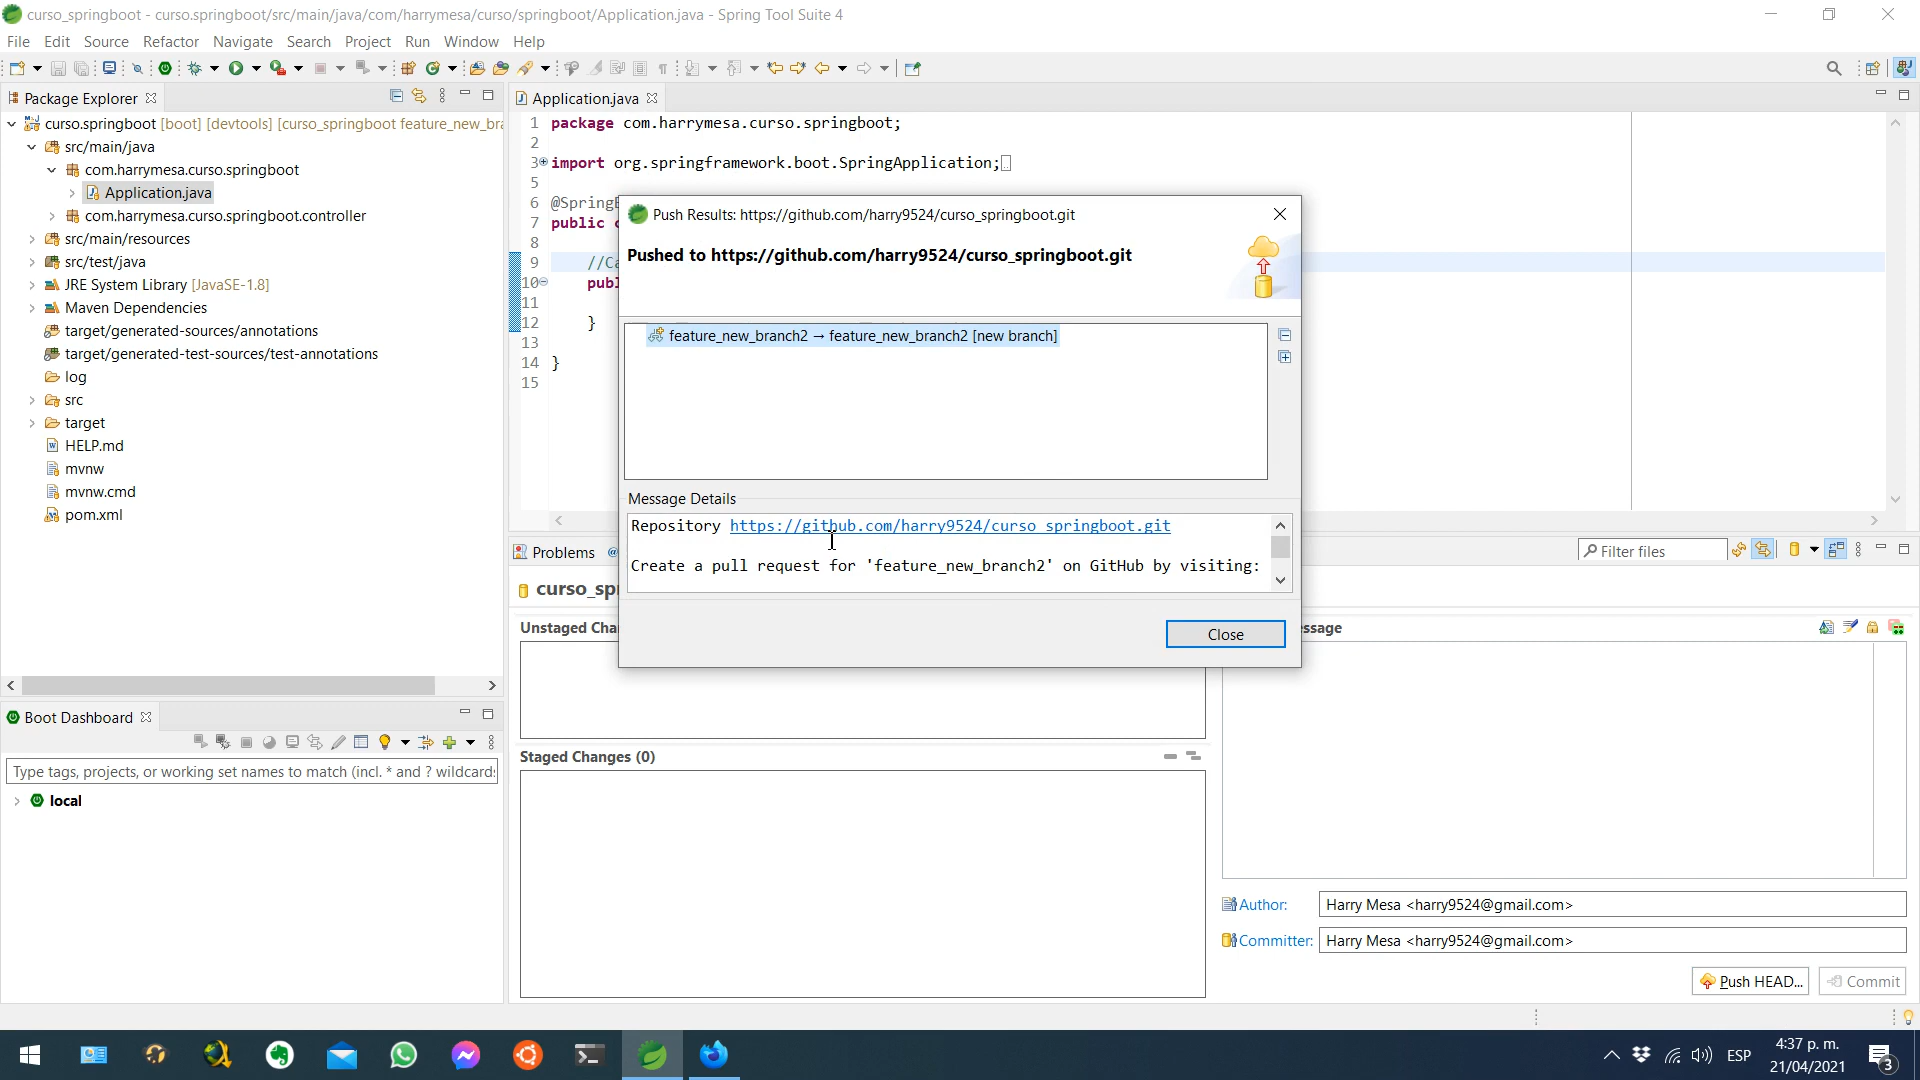 curso_springboot - curso.springboot/src/main/java/com/harrymesa/curso/springboot/Application.java - Spring Tool Suite 4
File Edit Source Refactor Navigate Search Project Run Window Help
Package Explorer
curso.springboot [boot] [devtools] [curso_springboot feature_new_bra
src/main/java
com.harrymesa.curso.springboot
Application.java
com.harrymesa.curso.springboot.controller
src/main/resources
src/test/java
JRE System Library [JavaSE-1.8]
Maven Dependencies
target/generated-sources/annotations
target/generated-test-sources/test-annotations
log
src
target
HELP.md
mvnw
mvnw.cmd
pom.xml
Boot Dashboard
Type tags, projects, or working set names to match (incl. * and ? wildcards
local
Application.java
1 package com.harrymesa.curso.springboot;
2
3 import org.springframework.boot.SpringApplication;
5
6 @Spring
7 public
8
9 //Ca
10 publ
11
12 }
13
14 }
15
Push Results: https://github.com/harry9524/curso_springboot.git
Pushed to https://github.com/harry9524/curso_springboot.git
feature_new_branch2 → feature_new_branch2 [new branch]
Message Details
Repository https://github.com/harry9524/curso_springboot.git
Create a pull request for 'feature_new_branch2' on GitHub by visiting:
Close
Problems @
Filter files
curso_sp
Unstaged Cha
ssage
Staged Changes (0)
Author: Harry Mesa <harry9524@gmail.com>
Committer: Harry Mesa <harry9524@gmail.com>
Push HEAD... Commit
ESP
4:37 p. m.
21/04/2021
3